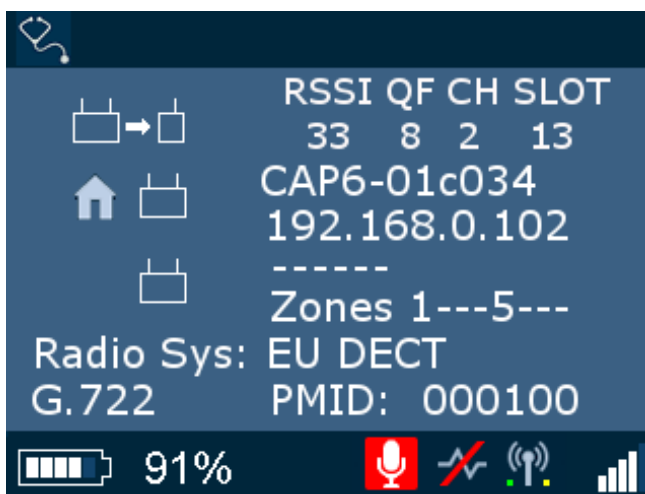 RSSI QF CH SLOT
33 8 2 13
CAP6-01c034
192.168.0.102
------
Zones 1---5---
Radio Sys: EU DECT
G.722 PMID: 000100
91%